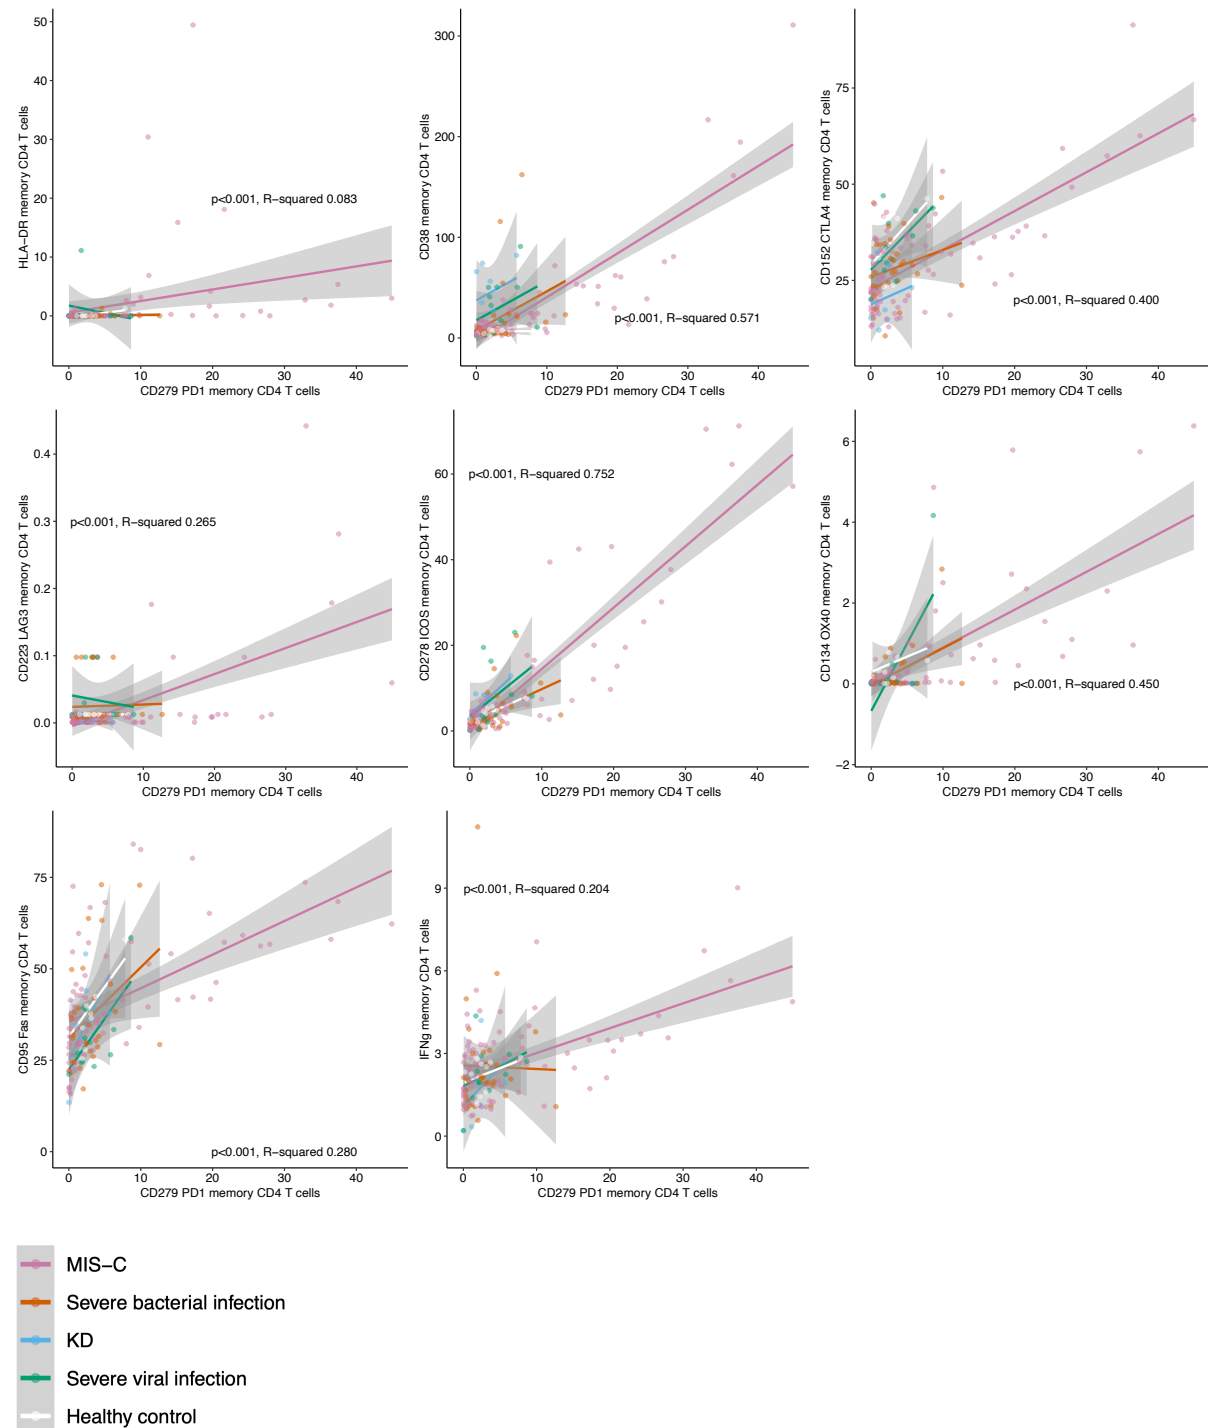 50
40
30
20
10
0
HLA−DR memory CD4 T cells
p<0.001, R−squared 0.083
0 10 20 30 40
CD279 PD1 memory CD4 T cells
300
200
100
0
CD38 memory CD4 T cells
p<0.001, R−squared 0.571
0 10 20 30 40
CD279 PD1 memory CD4 T cells
75
50
25
CD152 CTLA4 memory CD4 T cells
p<0.001, R−squared 0.400
0 10 20 30 40
CD279 PD1 memory CD4 T cells
0.4
0.3
0.2
0.1
0.0
CD223 LAG3 memory CD4 T cells
p<0.001, R−squared 0.265
0 10 20 30 40
CD279 PD1 memory CD4 T cells
60
40
20
0
CD278 ICOS memory CD4 T cells
p<0.001, R−squared 0.752
0 10 20 30 40
CD279 PD1 memory CD4 T cells
6
4
2
0
−2
CD134 OX40 memory CD4 T cells
p<0.001, R−squared 0.450
0 10 20 30 40
CD279 PD1 memory CD4 T cells
75
50
25
0
CD95 Fas memory CD4 T cells
p<0.001, R−squared 0.280
0 10 20 30 40
CD279 PD1 memory CD4 T cells
9
6
3
0
IFNg memory CD4 T cells
p<0.001, R−squared 0.204
0 10 20 30 40
CD279 PD1 memory CD4 T cells
MIS−C
Severe bacterial infection
KD
Severe viral infection
Healthy control